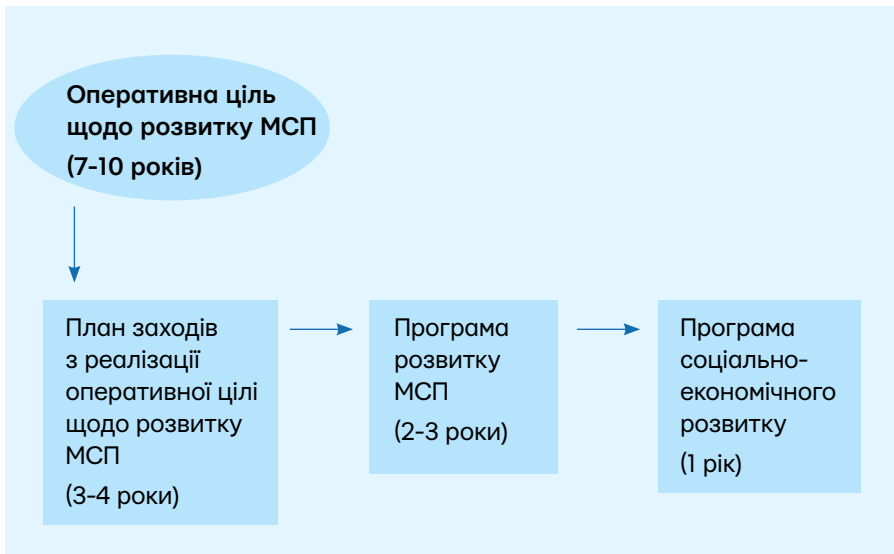 Оперативна ціль
щодо розвитку МСП
(7-10 років)
План заходів
з реалізації
оперативної цілі
щодо розвитку
МСП
(3-4 роки)
Програма
розвитку
МСП
(2-3 роки)
Програма
соціально-
економічного
розвитку
(1 рік)